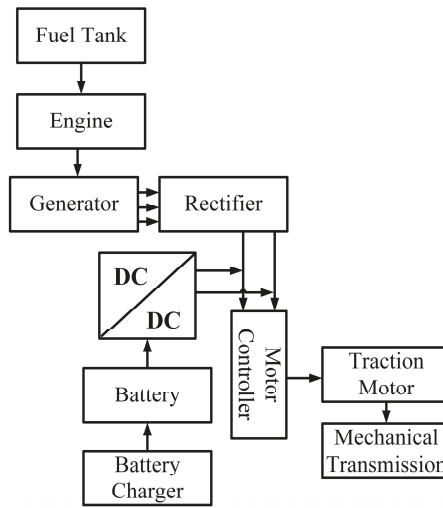 Fuel Tank
Engine
Generator
Rectifier
DC
DC
Motor
Controller
Battery
Traction
Motor
Battery
Charger
Mechanical
Transmission